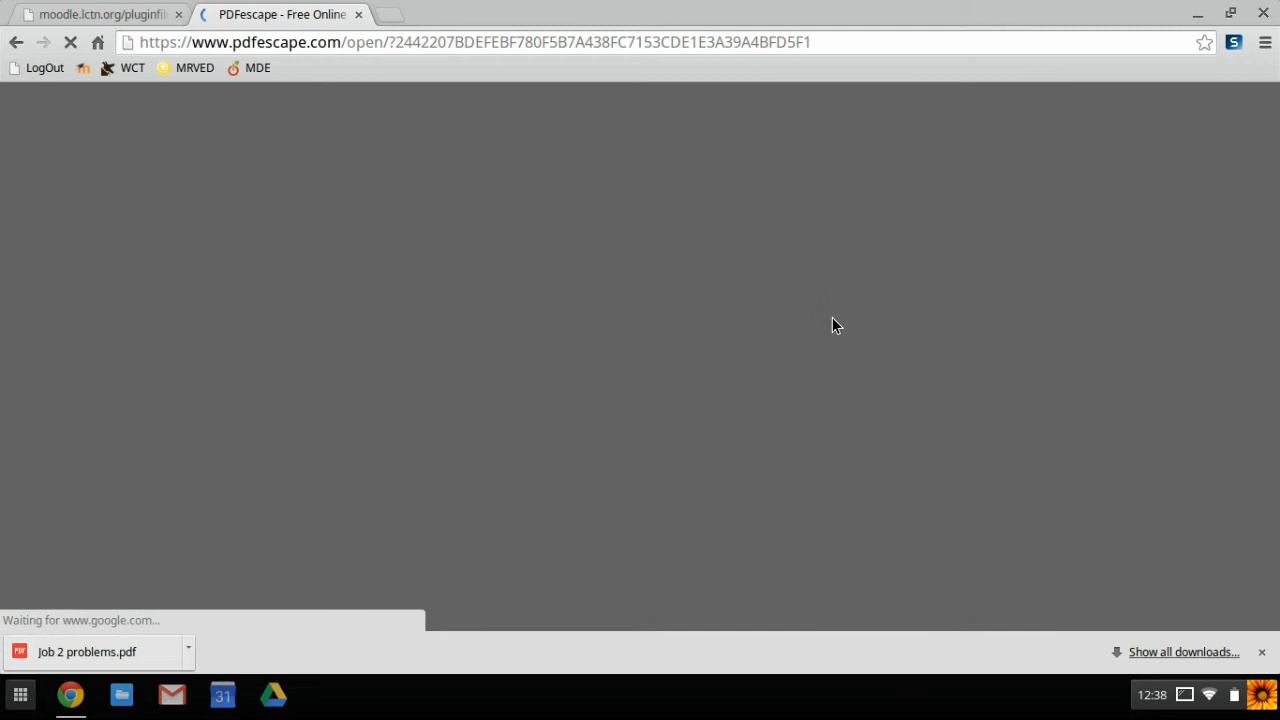 moodle.lctn.org/pluginfil
PDFescape - Free Online
https://www.pdfescape.com/open/?2442207BDEFEBF780F5B7A438FC7153CDE1E3A39A4BFD5F1
S
LogOut
WCT
MRVED
MDE
Waiting for www.google.com...
PDF
Job 2 problems.pdf
Show all downloads...
31
12:38